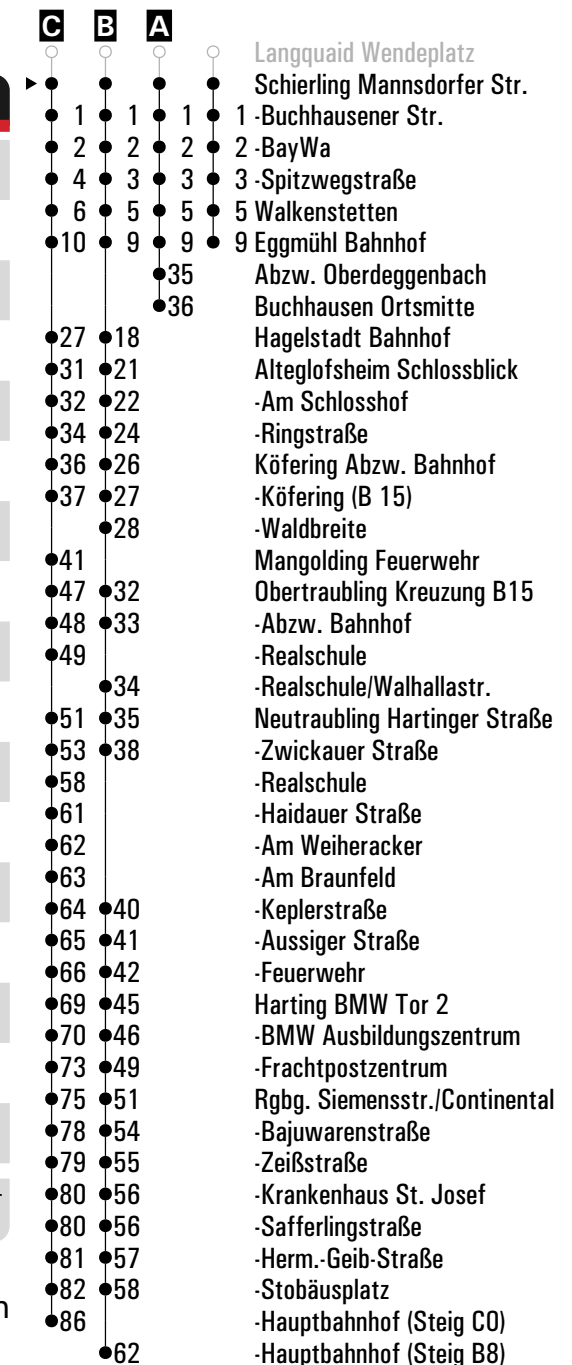 C B A
Langquaid Wendeplatz
Schierling Mannsdorfer Str.
1 1 1 1 -Buchhausener Str.
2 2 2 2 -BayWa
4 3 3 3 -Spitzwegstraße
6 5 5 5 Walkenstetten
10 9 9 9 Eggmühl Bahnhof
35 Abzw. Oberdeggenbach
36 Buchhausen Ortsmitte
27 18 Hagelstadt Bahnhof
31 21 Alteglofsheim Schlossblick
32 22 -Am Schlosshof
34 24 -Ringstraße
36 26 Köfering Abzw. Bahnhof
37 27 -Köfering (B 15)
28 -Waldbreite
41 Mangolding Feuerwehr
47 32 Obertraubling Kreuzung B15
48 33 -Abzw. Bahnhof
49 -Realschule
34 -Realschule/Walhallastr.
51 35 Neutraubling Hartinger Straße
53 38 -Zwickauer Straße
58 -Realschule
61 -Haidauer Straße
62 -Am Weiheracker
63 -Am Braunfeld
64 40 -Keplerstraße
65 41 -Aussiger Straße
66 42 -Feuerwehr
69 45 Harting BMW Tor 2
70 46 -BMW Ausbildungszentrum
73 49 -Frachtpostzentrum
75 51 Rgbg. Siemensstr./Continental
78 54 -Bajuwarenstraße
79 55 -Zeißstraße
80 56 -Krankenhaus St. Josef
80 56 -Safferlingstraße
81 57 -Herm.-Geib-Straße
82 58 -Stobäusplatz
86 -Hauptbahnhof (Steig C0)
62 -Hauptbahnhof (Steig B8)